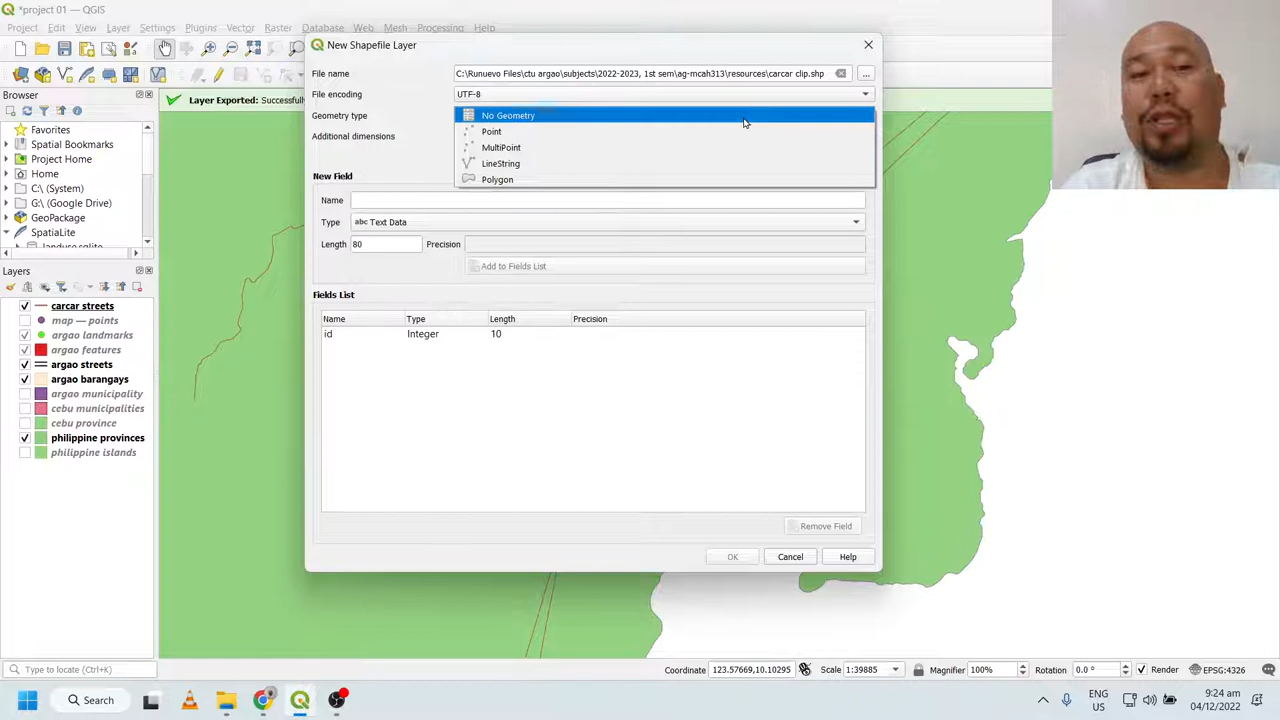 *project 01 — QGIS
Project Edit View Layer Settings Plugins Vector Raster Database Web Mesh Processing Help
New Shapefile Layer
File name C:\Runuevo Files\ctu argao\subjects\2022-2023, 1st sem\ag-mcah313\resources\carcar clip.shp ...
File encoding UTF-8
Geometry type No Geometry
Point
Additional dimensions
MultiPoint
LineString
Polygon
New Field
Name
Type abc Text Data
Length 80 Precision
Add to Fields List
Fields List
Name Type Length Precision
id Integer 10
Remove Field
OK Cancel Help
Browser
Layer Exported: Successfully
Favorites
Spatial Bookmarks
Project Home
Home
C:\ (System)
G:\ (Google Drive)
GeoPackage
SpatiaLite
landuse.sqlite
Layers
carcar streets
map — points
argao landmarks
argao features
argao streets
argao barangays
argao municipality
cebu municipalities
cebu province
philippine provinces
philippine islands
Type to locate (Ctrl+K)
Coordinate 123.57669,10.10295 Scale 1:39885 Magnifier 100% Rotation 0.0 ° Render EPSG:4326
Search
ENG
US
9:24 am
04/12/2022